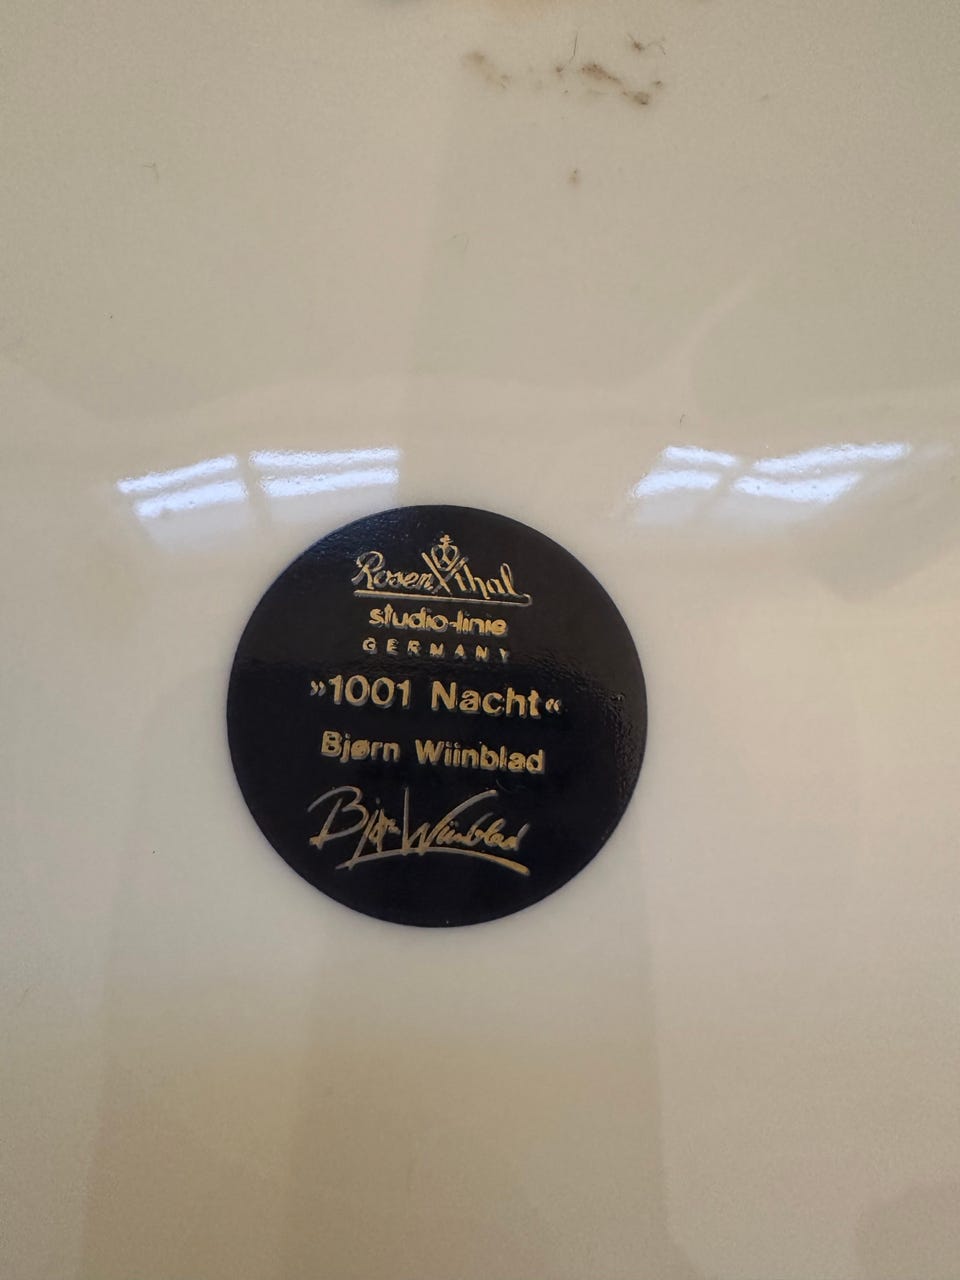 Rosenthal
studio-linie
GERMANY
»1001 Nacht«
Bjørn Wiinblad
Bjørn Wiinblad